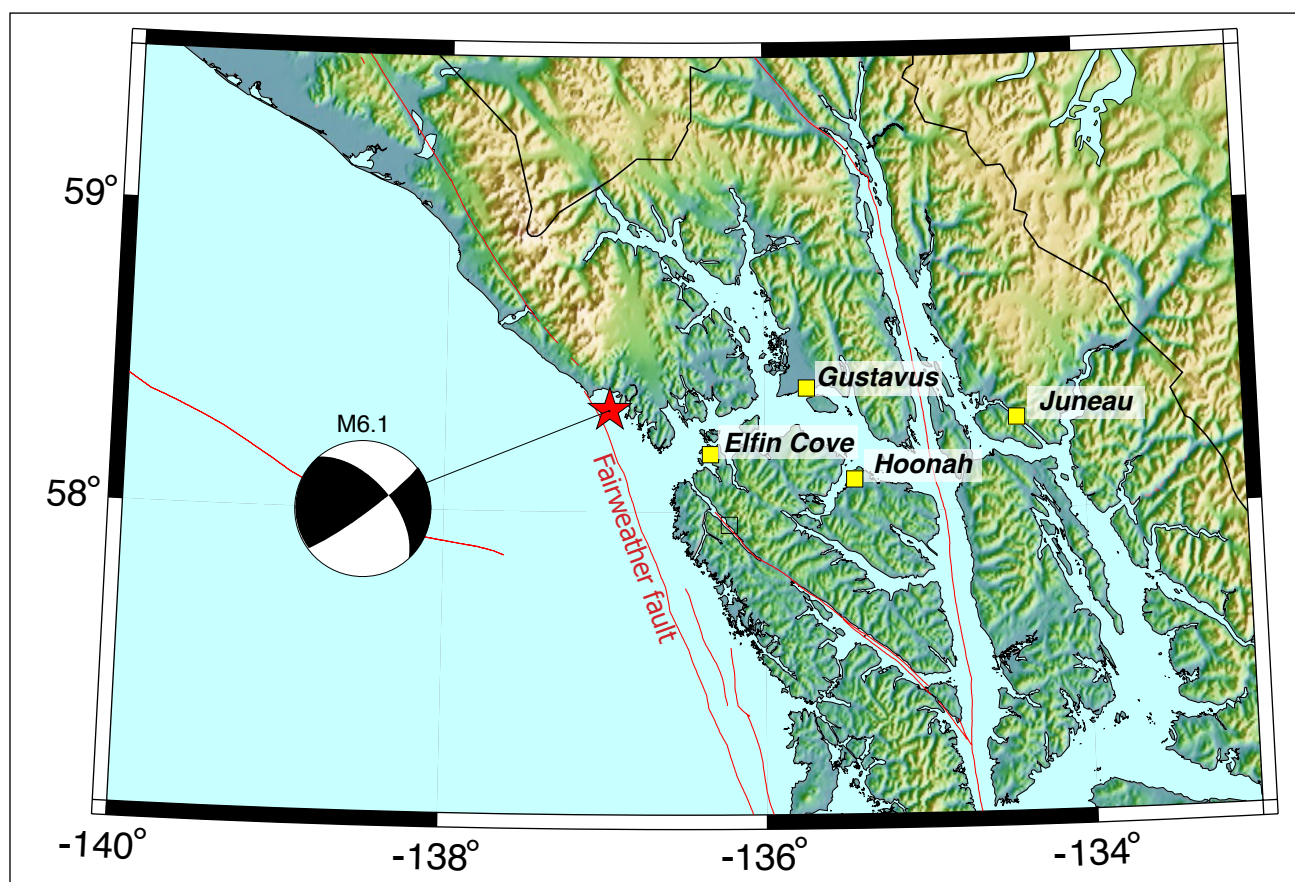 59°
58°
M6.1
Gustavus
Juneau
Elfin Cove
Hoonah
Fairweather fault
-140°
-138°
-136°
-134°